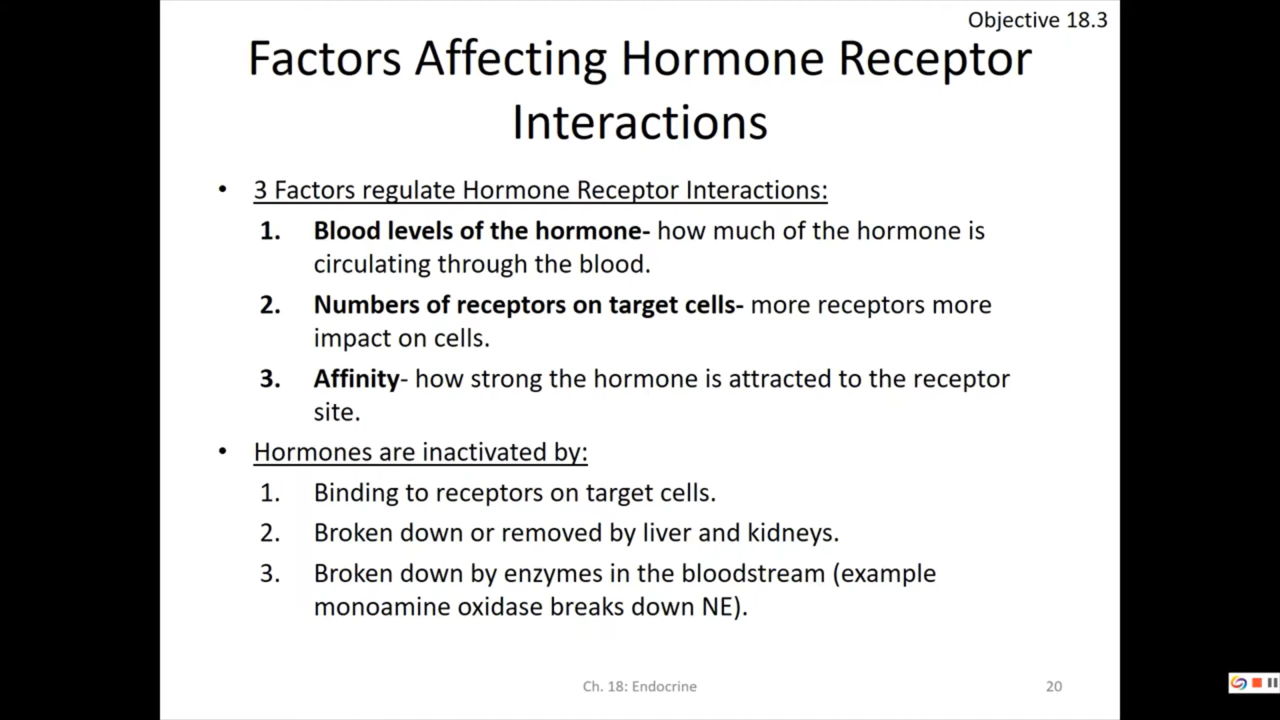 Objective 18.3
Factors Affecting Hormone Receptor
Interactions
• 3 Factors regulate Hormone Receptor Interactions:
1. Blood levels of the hormone- how much of the hormone is
circulating through the blood.
2. Numbers of receptors on target cells- more receptors more
impact on cells.
3. Affinity- how strong the hormone is attracted to the receptor
site.
• Hormones are inactivated by:
1. Binding to receptors on target cells.
2. Broken down or removed by liver and kidneys.
3. Broken down by enzymes in the bloodstream (example
monoamine oxidase breaks down NE).
Ch. 18: Endocrine
20